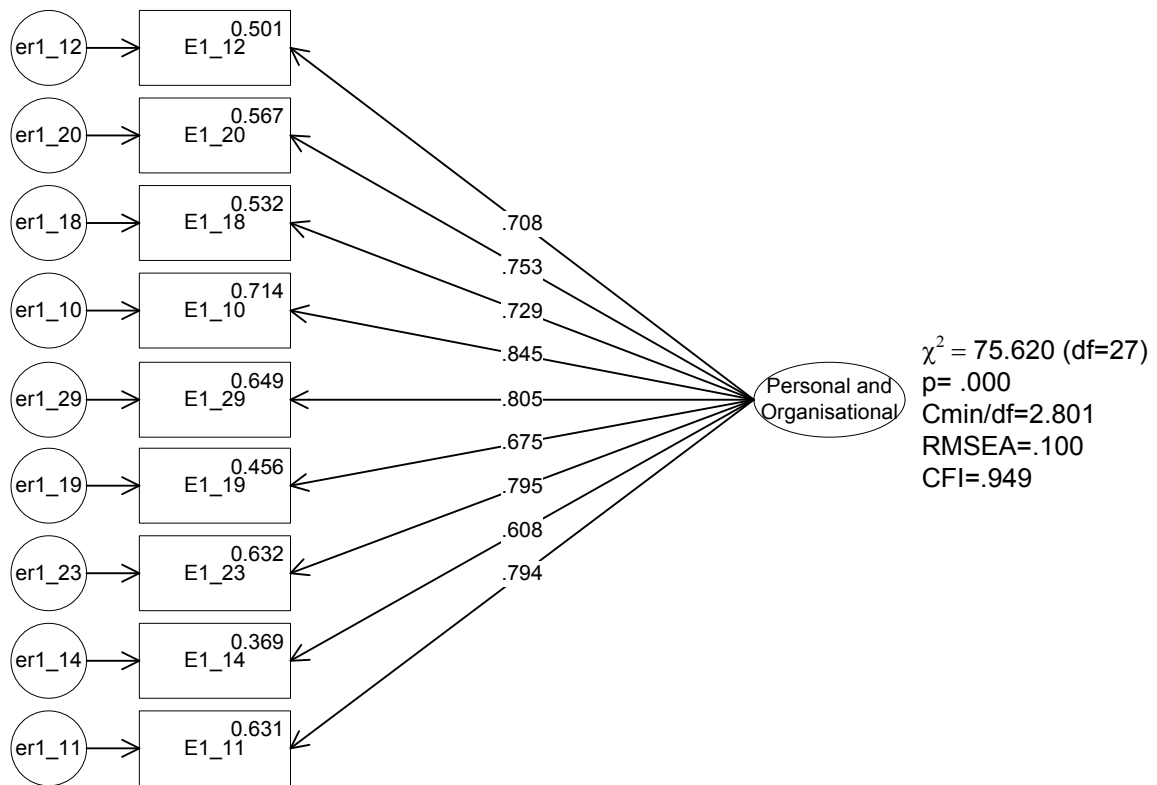 er1_12
0.501
E1_12
er1_20
0.567
E1_20
er1_18
0.532
E1_18
er1_10
0.714
E1_10
er1_29
0.649
E1_29
er1_19
0.456
E1_19
er1_23
0.632
E1_23
er1_14
0.369
E1_14
er1_11
0.631
E1_11
.708
.753
.729
.845
.805
.675
.795
.608
.794
Personal and
Organisational
χ² = 75.620 (df=27)
p= .000
Cmin/df=2.801
RMSEA=.100
CFI=.949